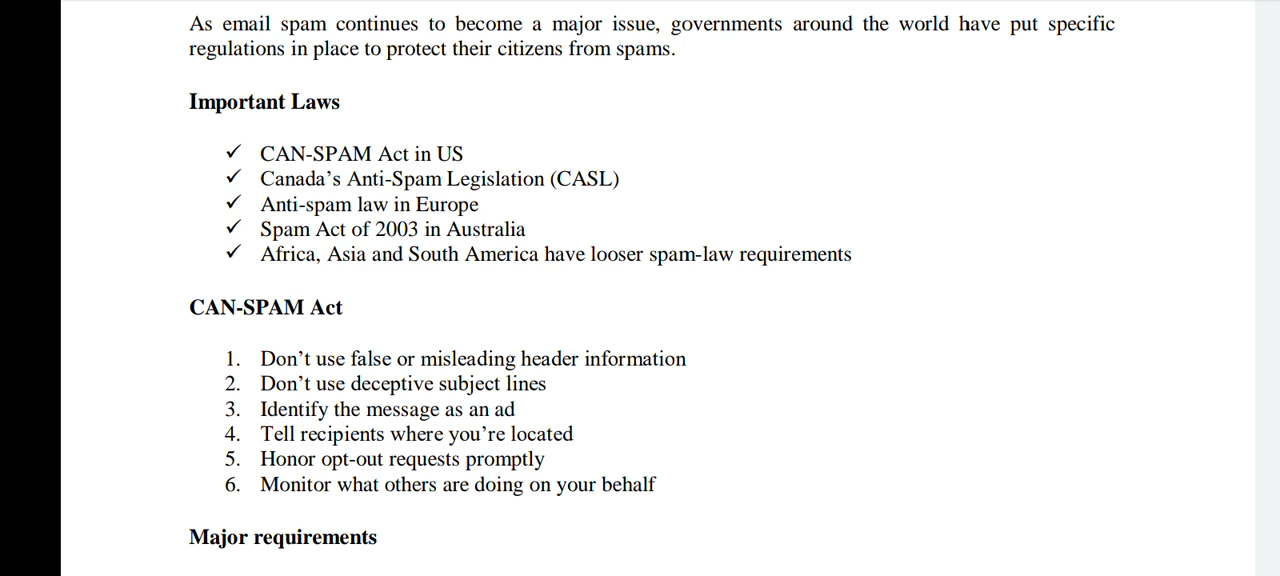 As email spam continues to become a major issue, governments around the world have put specific
regulations in place to protect their citizens from spams.
Important Laws
✓ CAN-SPAM Act in US
✓ Canada’s Anti-Spam Legislation (CASL)
✓ Anti-spam law in Europe
✓ Spam Act of 2003 in Australia
✓ Africa, Asia and South America have looser spam-law requirements
CAN-SPAM Act
1. Don’t use false or misleading header information
2. Don’t use deceptive subject lines
3. Identify the message as an ad
4. Tell recipients where you’re located
5. Honor opt-out requests promptly
6. Monitor what others are doing on your behalf
Major requirements